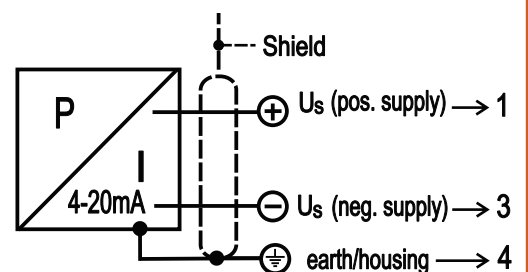 Shield
P
Us (pos. supply) → 1
I
4-20mA
Us (neg. supply) → 3
earth/housing → 4